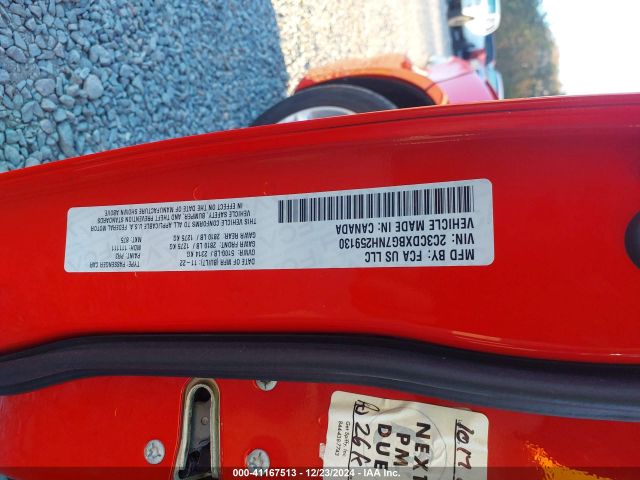 MFD BY: FCA US LLC
DATE OF MFR (BUILT): 11-22
5100 LB / 2314 KG
GAWR FRONT: 2810 LB / 1275 KG
GAWR REAR: 2810 LB / 1275 KG
THIS VEHICLE CONFORMS TO ALL APPLICABLE U.S.A. FEDERAL MOTOR
VEHICLE SAFETY, BUMPER, AND THEFT PREVENTION STANDARDS
IN EFFECT ON THE DATE OF MANUFACTURE SHOWN ABOVE
VIN: 2C3CDXBG7NH259130
TYPE: PASSENGER CAR
PAINT: PR3
MDH: 111111
VEHICLE MADE IN: CANADA
NEXT
PM
DUE
000-41167513 - 12/23/2024 - IAA Inc.